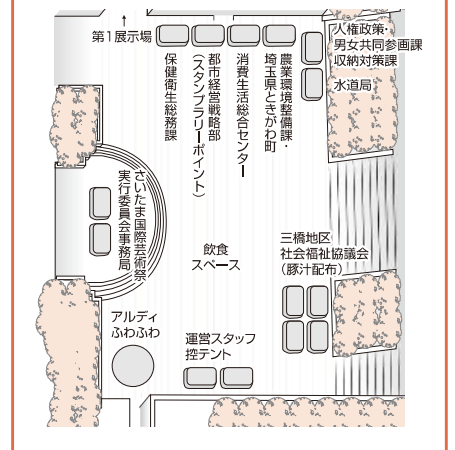 ↑
第1展示場
保健衛生総務課
都市経営戦略部
（スタンプラリーポイント）
消費生活総合センター
農業環境整備課・
埼玉県ときがわ町
人権政策・
男女共同参画課
収納対策課
水道局
さいたま国際芸術祭
実行委員会事務局
飲食
スペース
三橋地区
社会福祉協議会
（豚汁配布）
アルディ
ふわふわ
運営スタッフ
控テント